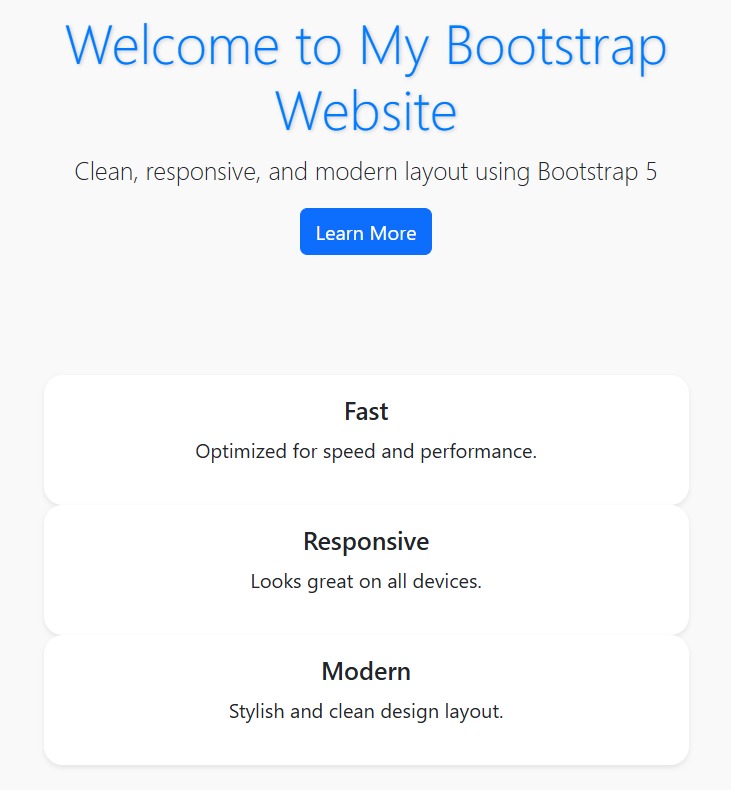 Welcome to My Bootstrap
Website
Clean, responsive, and modern layout using Bootstrap 5
Learn More
Fast
Optimized for speed and performance.
Responsive
Looks great on all devices.
Modern
Stylish and clean design layout.